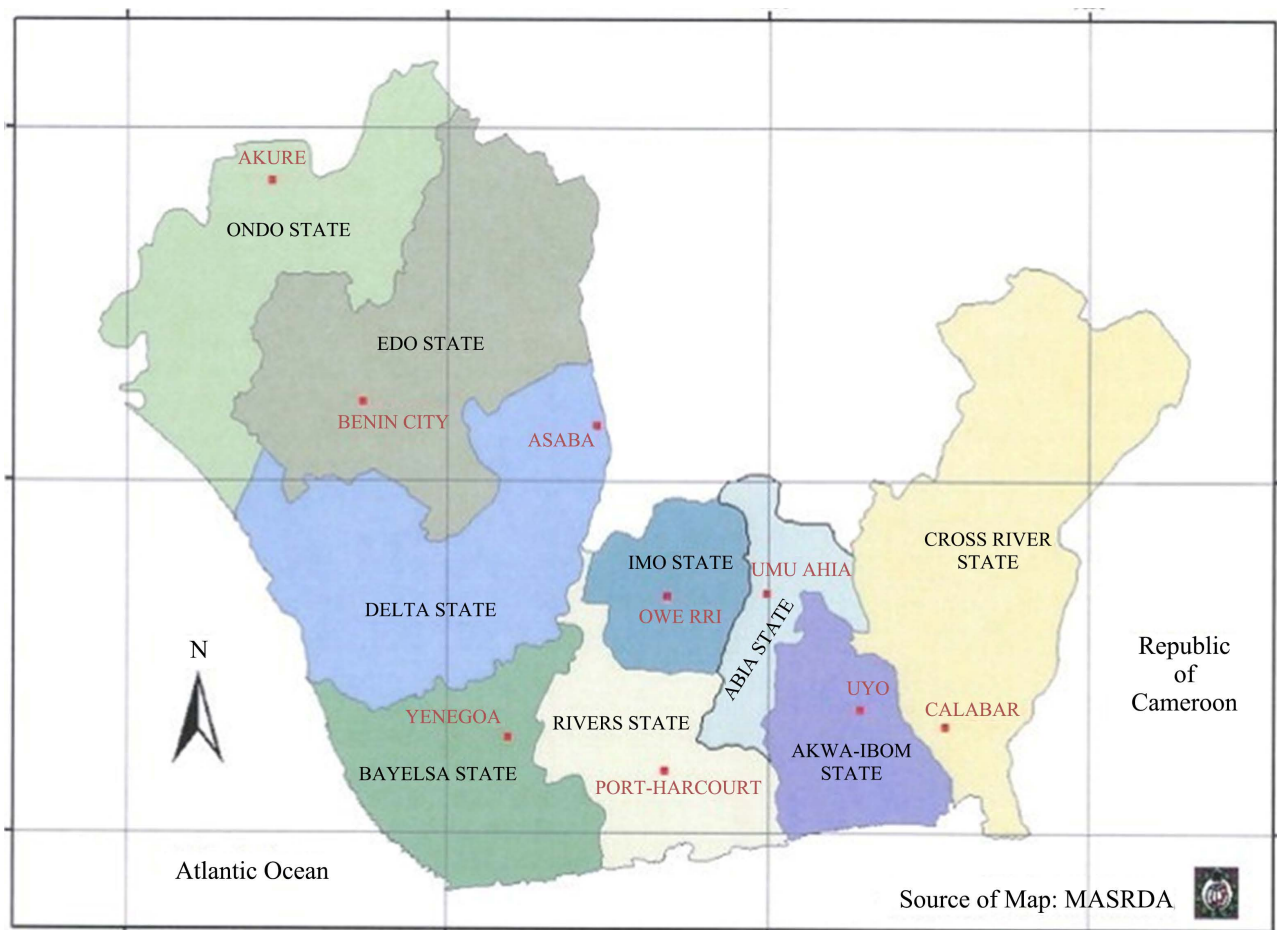 AKURE
ONDO STATE
EDO STATE
BENIN CITY
ASABA
CROSS RIVER
STATE
IMO STATE
UMU AHIA
OWE RRI
DELTA STATE
ABIA STATE
N
Republic
of
Cameroon
UYO
CALABAR
YENEGOA
RIVERS STATE
AKWA-IBOM
STATE
BAYELSA STATE
PORT-HARCOURT
Atlantic Ocean
Source of Map: MASRDA